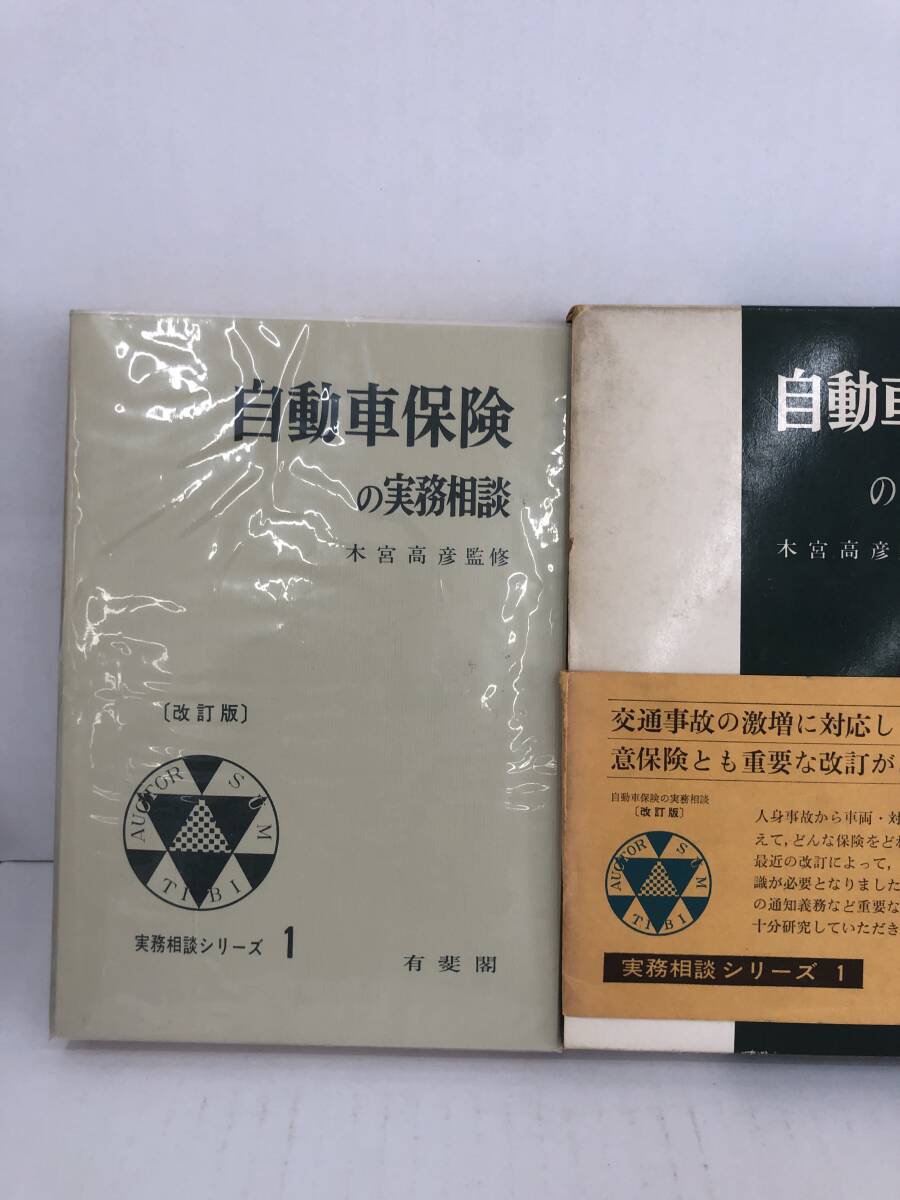 自動車保険
の実務相談
木宮高彦監修
〔改訂版〕
AUCTOR SUM TIBI
実務相談シリーズ 1
有斐閣
自動車
の
木宮高彦
交通事故の激増に対応し
意保険とも重要な改訂が
自動車保険の実務相談
〔改訂版〕
AUCTOR SUM TIBI
人身事故から車両・対
えて,どんな保険をどれ
最近の改訂によって,
識が必要となりました
の通知義務など重要な
十分研究していただき
実務相談シリーズ 1